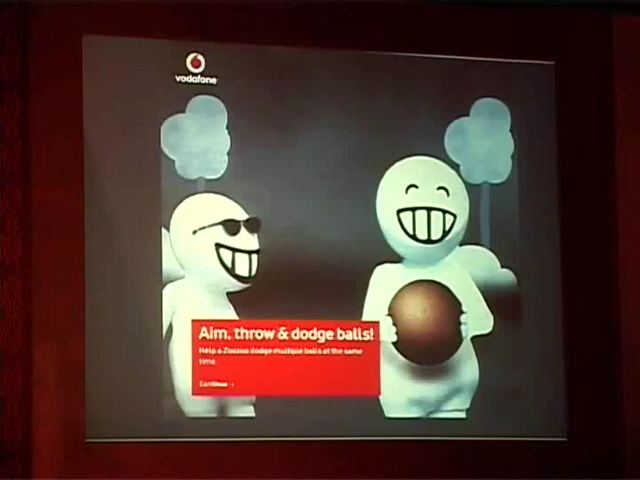 vodafone
Aim, throw & dodge balls!
Help a Zoozoo dodge multiple balls at the same
time.
Continue